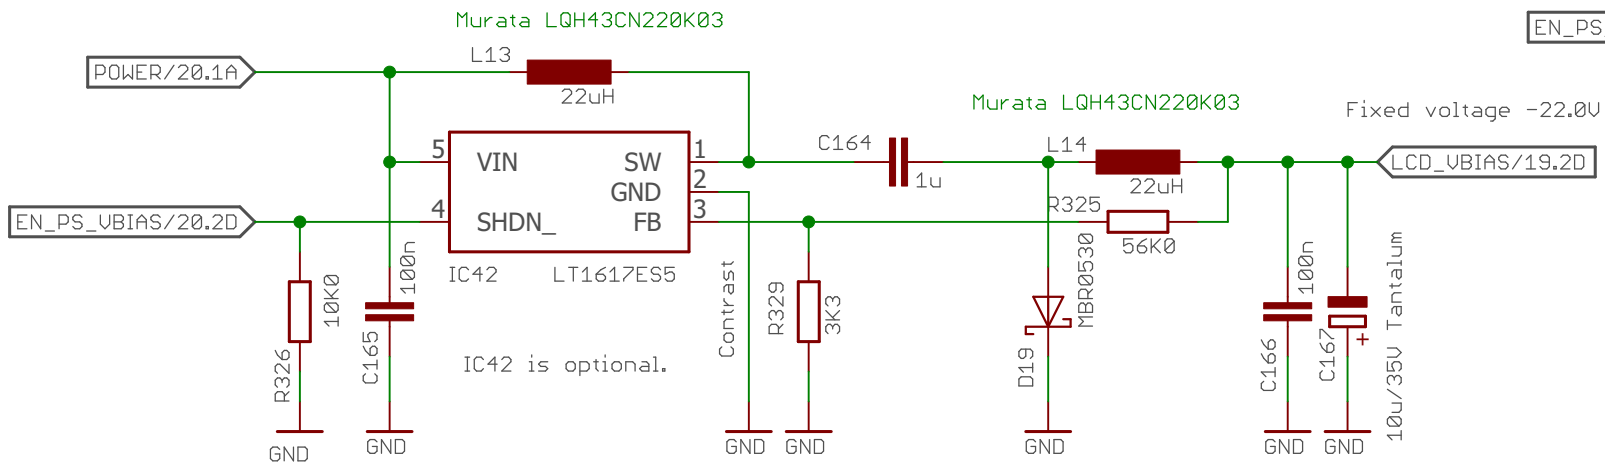 Murata LQH43CN220K03
EN_PS_
L13
POWER/20.1A
22uH
Murata LQH43CN220K03
Fixed voltage -22.0V
C164
L14
5
VIN
SW
1
LCD_VBIAS/19.2D
1u
22uH
GND
2
R325
EN_PS_VBIAS/20.2D
4
SHDN_
FB
3
56K0
IC42
LT1617ES5
10K0
R326
100n
C165
Contrast
R329
3K3
D19
MBR0530
100n
C166
C167
+
10u/35V Tantalum
IC42 is optional.
GND
GND
GND
GND
GND
GND
GND